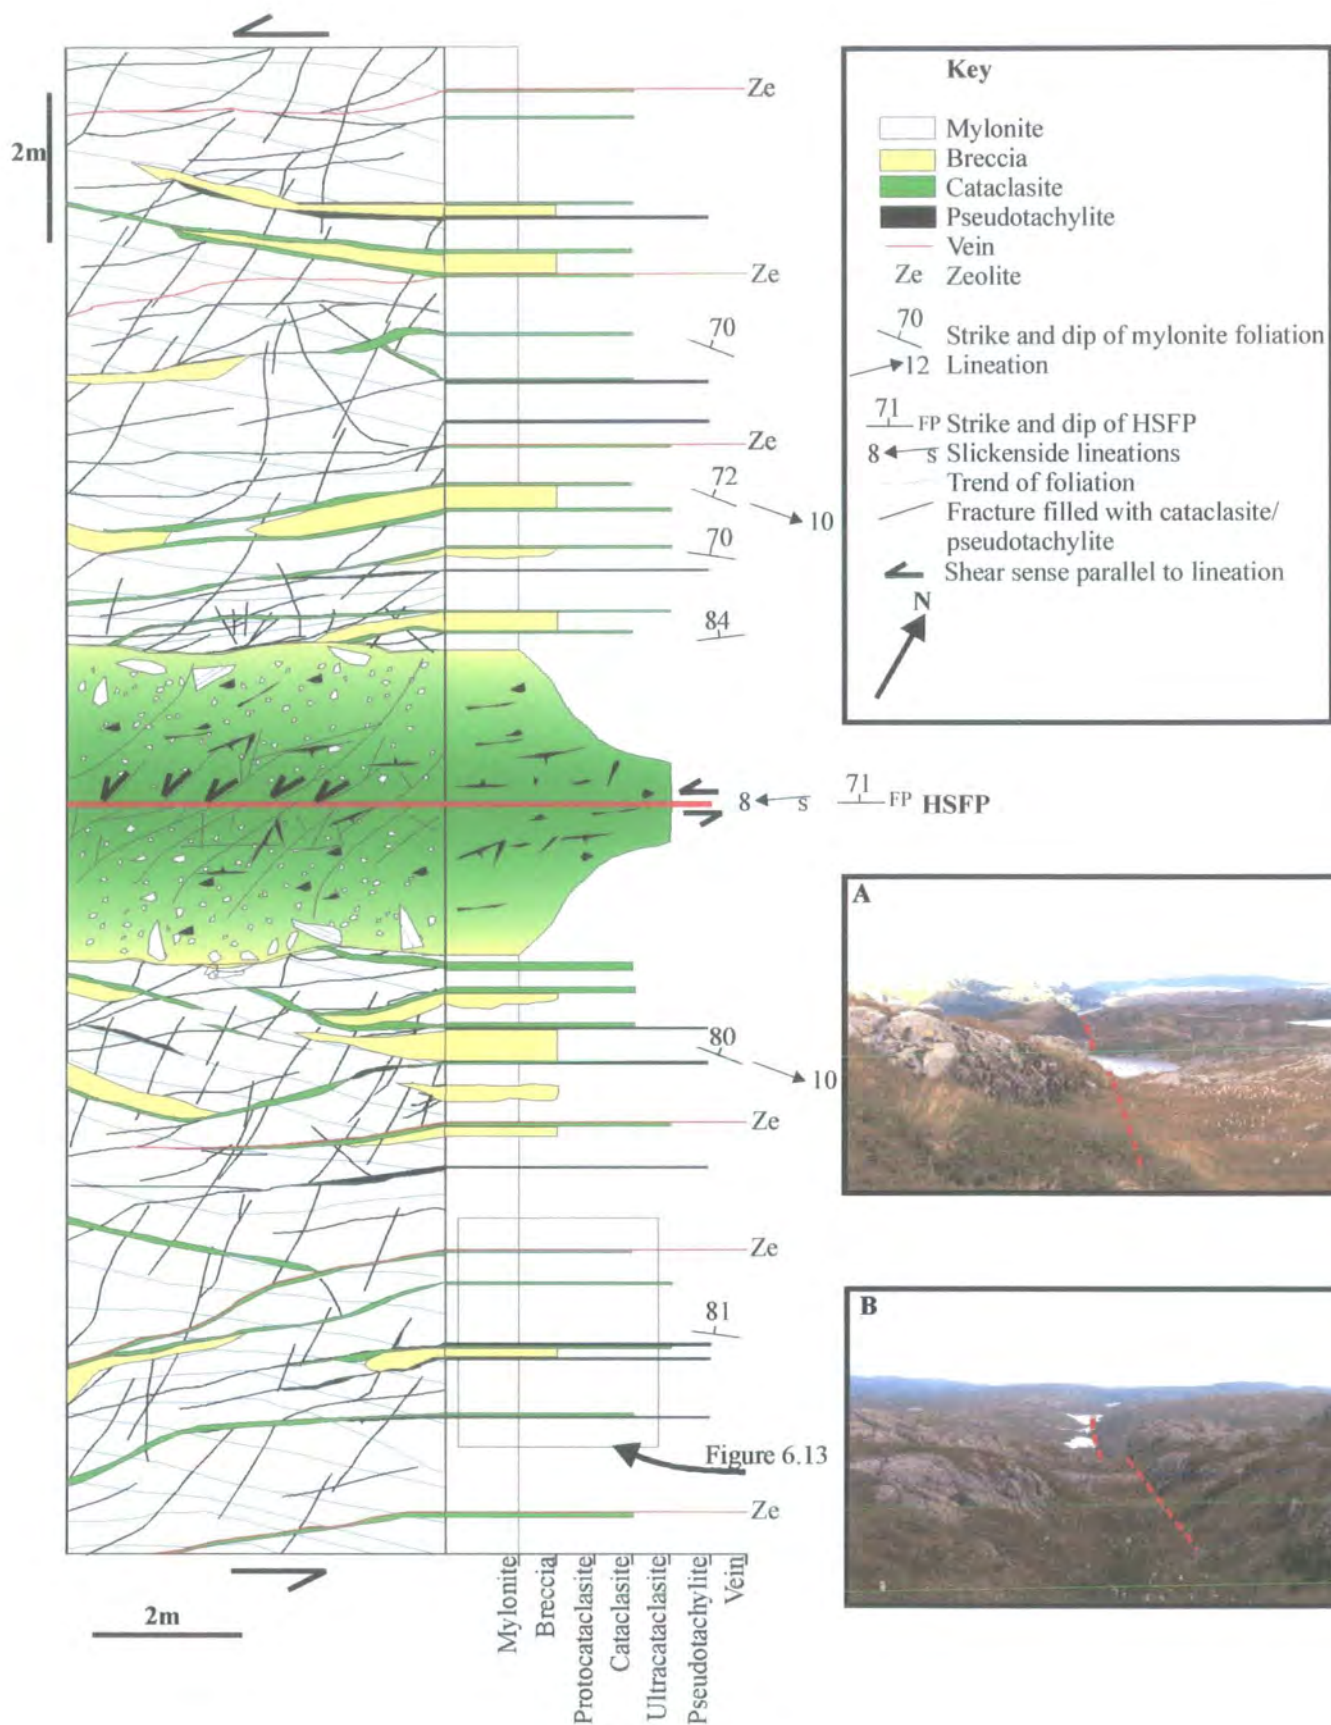 Ze
2m
Ze
70
Ze
72
10
70
84
8
s
71
FP
HSFP
80
10
Ze
Ze
81
Figure 6.13
Ze
2m
Mylonite
Breccia
Protocataclasite
Cataclasite
Ultracataclasite
Pseudotachylite
Vein
Key
Mylonite
Breccia
Cataclasite
Pseudotachylite
Vein
Ze Zeolite
70
Strike and dip of mylonite foliation
12 Lineation
71
FP Strike and dip of HSFP
8 s Slickenside lineations
Trend of foliation
Fracture filled with cataclasite/
pseudotachylite
Shear sense parallel to lineation
N
A
B